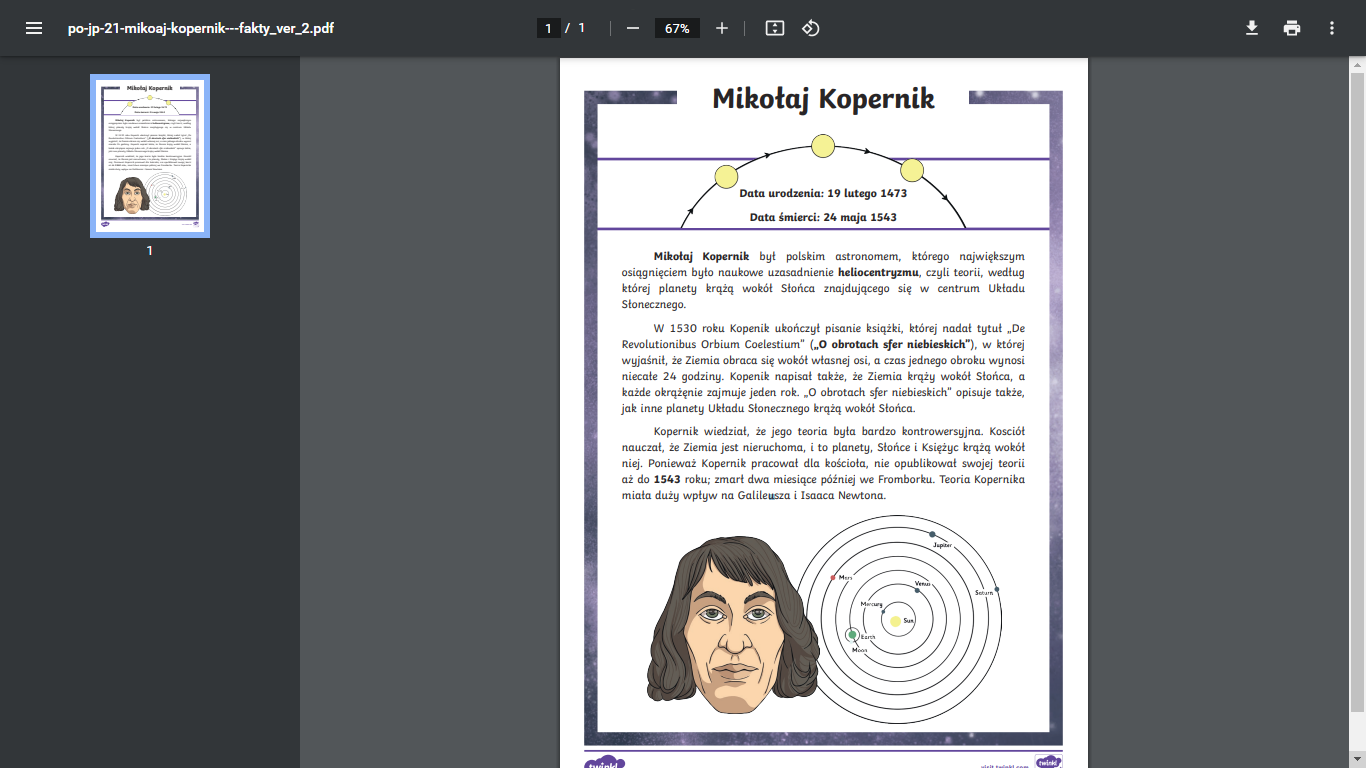 po-jp-21-mikoaj-kopernik---fakty_ver_2.pdf
1 / 1
67%
1
Mikołaj Kopernik
Data urodzenia: 19 lutego 1473
Data śmierci: 24 maja 1543
Mikołaj Kopernik był polskim astronomem, którego największym
osiągnięciem było naukowe uzasadnienie heliocentryzmu, czyli teorii, według
której planety krążą wokół Słońca znajdującego się w centrum Układu
Słonecznego.
W 1530 roku Kopenik ukończył pisanie książki, której nadał tytuł „De
Revolutionibus Orbium Coelestium” („O obrotach sfer niebieskich”), w której
wyjaśnił, że Ziemia obraca się wokół własnej osi, a czas jednego obroku wynosi
niecałe 24 godziny. Kopenik napisał także, że Ziemia krąży wokół Słońca, a
każde okrążęnie zajmuje jeden rok. „O obrotach sfer niebieskich” opisuje także,
jak inne planety Układu Słonecznego krążą wokół Słońca.
Kopernik wiedział, że jego teoria była bardzo kontrowersyjna. Kosciół
nauczał, że Ziemia jest nieruchoma, i to planety, Słońce i Księżyc krążą wokół
niej. Ponieważ Kopernik pracował dla kościoła, nie opublikował swojej teorii
aż do 1543 roku; zmarł dwa miesiące później we Fromborku. Teoria Kopernika
miała duży wpływ na Galileusza i Isaaca Newtona.
Jupiter
Mars
Venus
Saturn
Mercury
Sun
Earth
Moon
twinkl
visit twinkl.com
twinkl